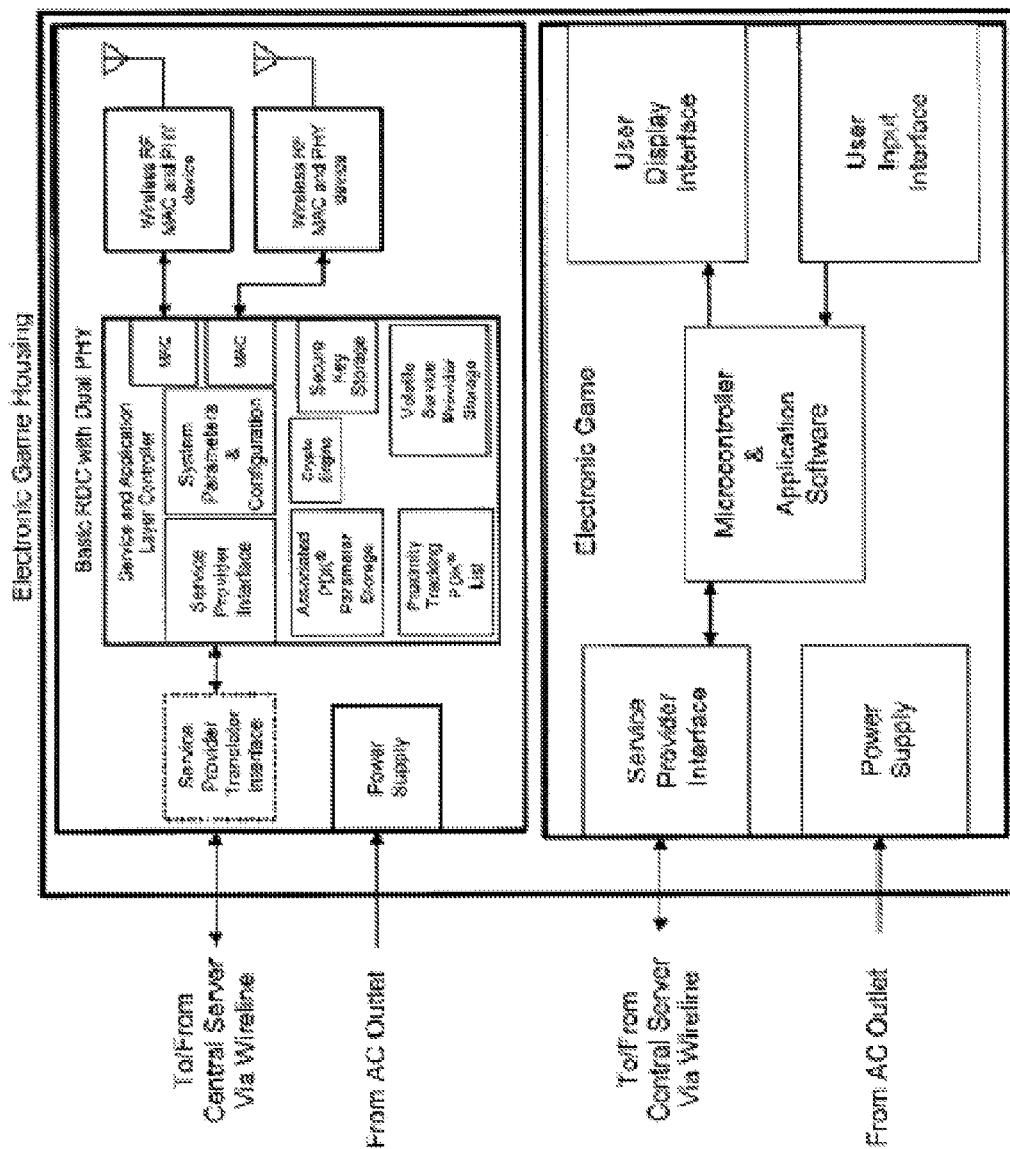 Electronic Game Housing
Basic RDC with Dual PHY
Service and Application
Layer Controller
MAC
MAC
Service
Provider
Interface
System
Parameters
&
Configuration
Associated
PDK®
Parameter
Storage
Crypto
Engine
Secure
Key
Storage
Proximity
Tracking
PDK®
List
Volatile
Service
Provider
Storage
Wireless RF
MAC and PHY
device
Wireless RF
MAC and PHY
device
Service
Provider
Translator
Interface
Power
Supply
To/From
Central Server
Via Wireline
From AC Outlet
Electronic Game
Service
Provider
Interface
Power
Supply
Microcontroller
&
Application
Software
User
Display
Interface
User
Input
Interface
To/From
Central Server
Via Wireline
From AC Outlet